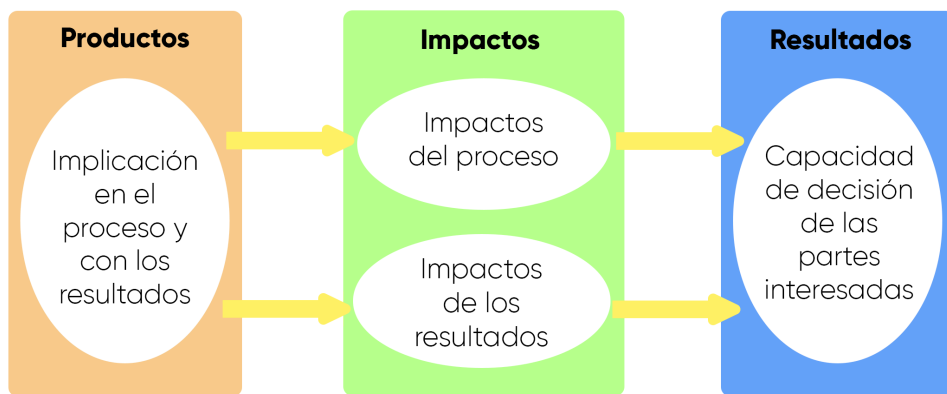 Productos
Implicación
en el
proceso y
con los
resultados
Impactos
Impactos
del proceso
Impactos
de los
resultados
Resultados
Capacidad
de decisión
de las
partes
interesadas